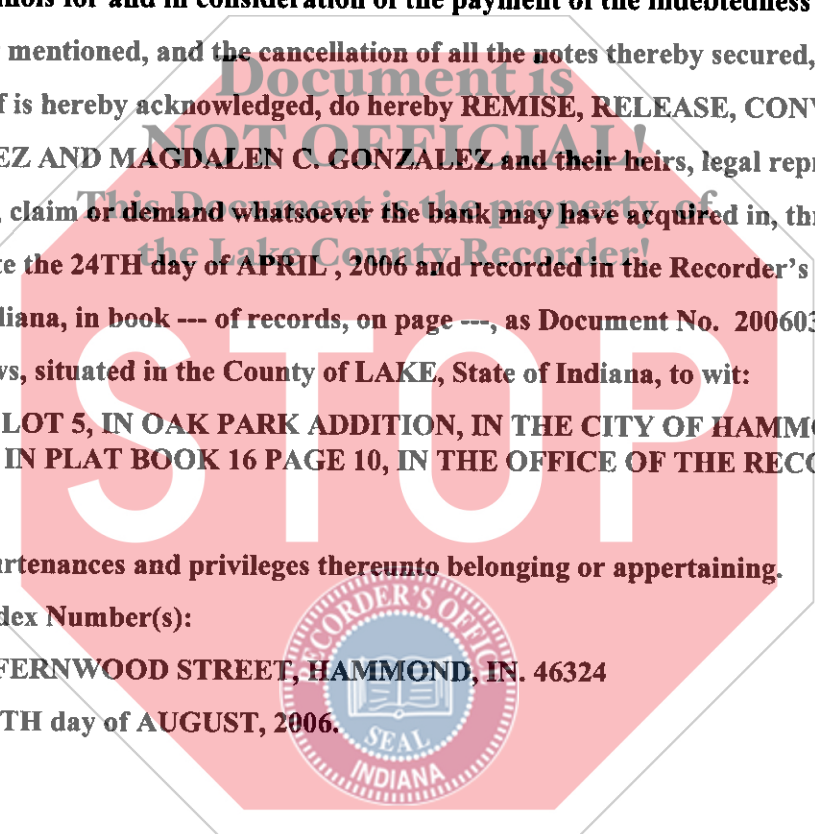 nois for and in consideration of the payment of the indebtedness
mentioned, and the cancellation of all the notes thereby secured,
Document is
f is hereby acknowledged, do hereby REMISE, RELEASE, CONV
NOT OFFICIAL!
EZ AND MAGDALEN C. GONZALEZ and their heirs, legal repr
This Document is the property of
, claim or demand whatsoever the bank may have acquired in, thr
the Lake County Recorder!
te the 24TH day of APRIL , 2006 and recorded in the Recorder's
diana, in book --- of records, on page ---, as Document No. 200603
STOP
ws, situated in the County of LAKE, State of Indiana, to wit:
LOT 5, IN OAK PARK ADDITION, IN THE CITY OF HAMMO
IN PLAT BOOK 16 PAGE 10, IN THE OFFICE OF THE RECO
urtenances and privileges thereunto belonging or appertaining.
dex Number(s):
RECORDER'S OFFICE
FERNWOOD STREET, HAMMOND, IN. 46324
TH day of AUGUST, 2006.
SEAL
INDIANA